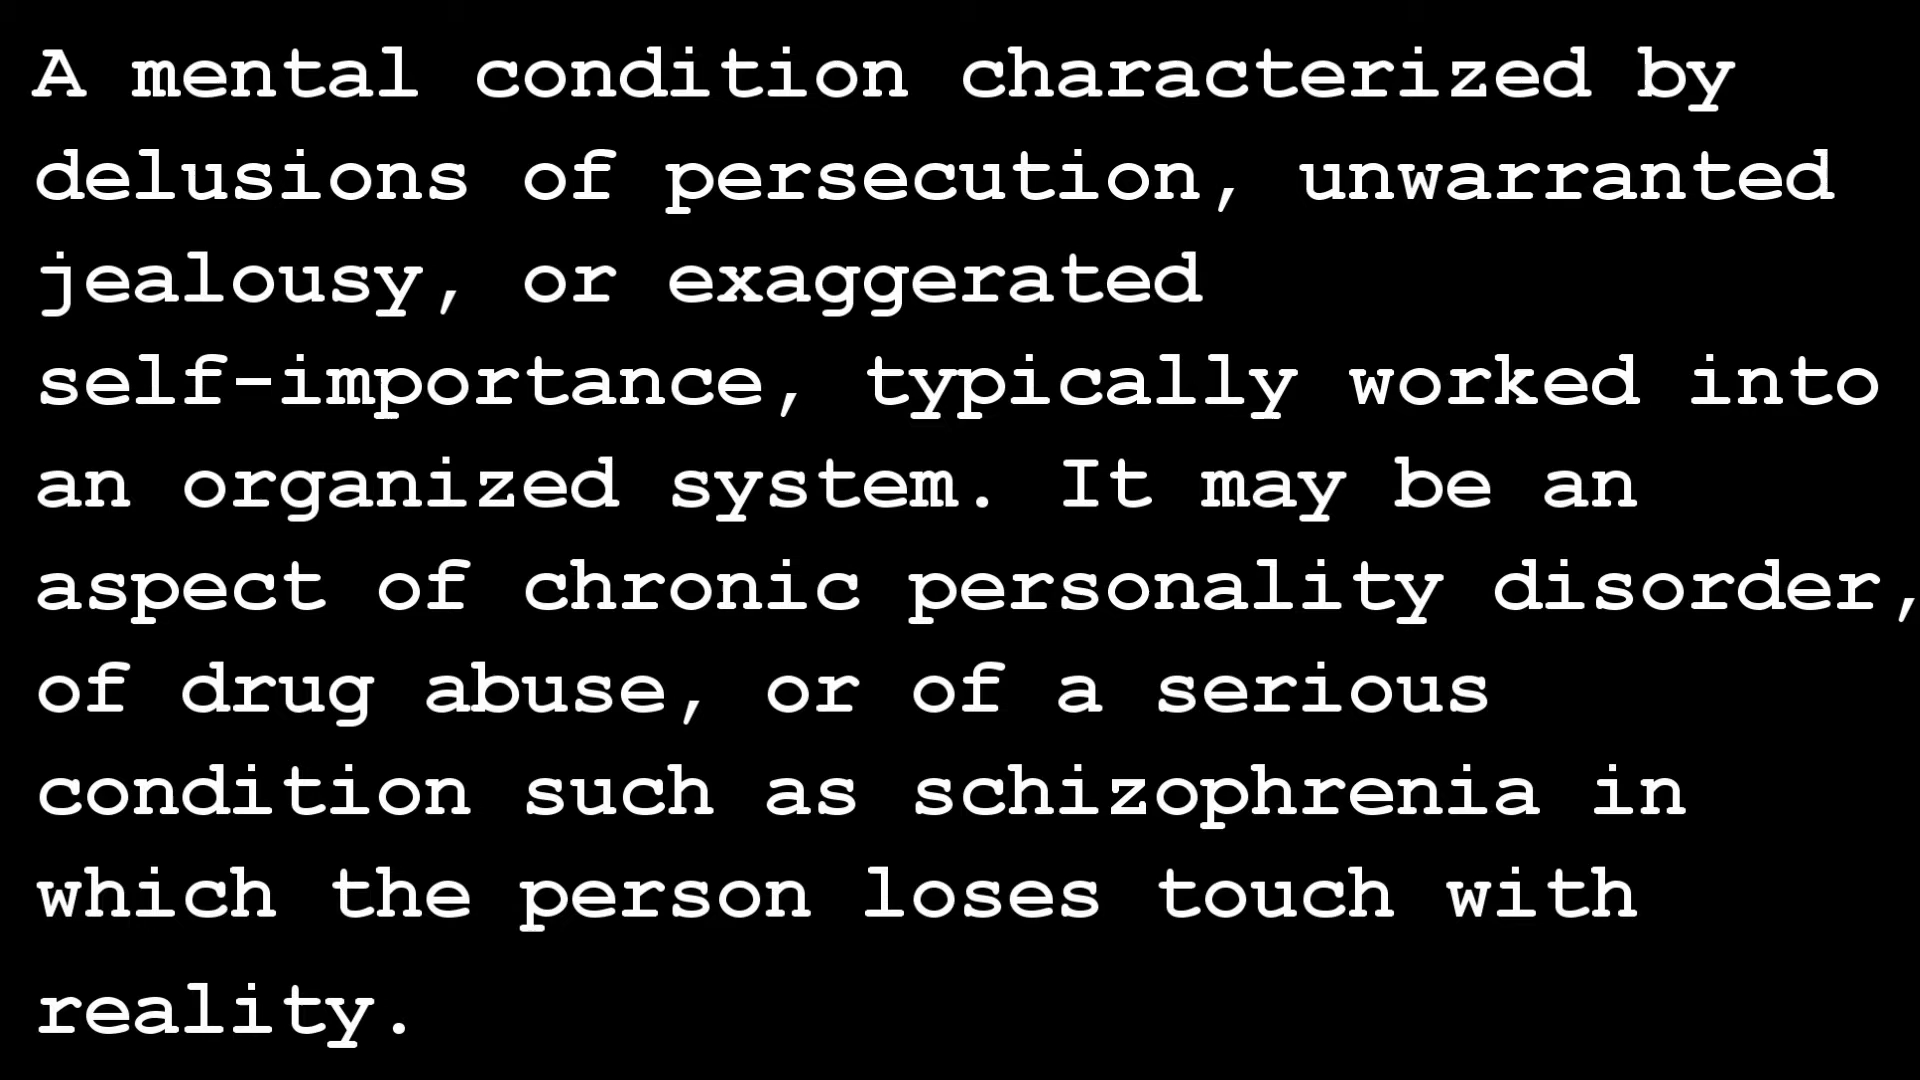 A mental condition characterized by
delusions of persecution, unwarranted
jealousy, or exaggerated
self-importance, typically worked into
an organized system. It may be an
aspect of chronic personality disorder,
of drug abuse, or of a serious
condition such as schizophrenia in
which the person loses touch with
reality.